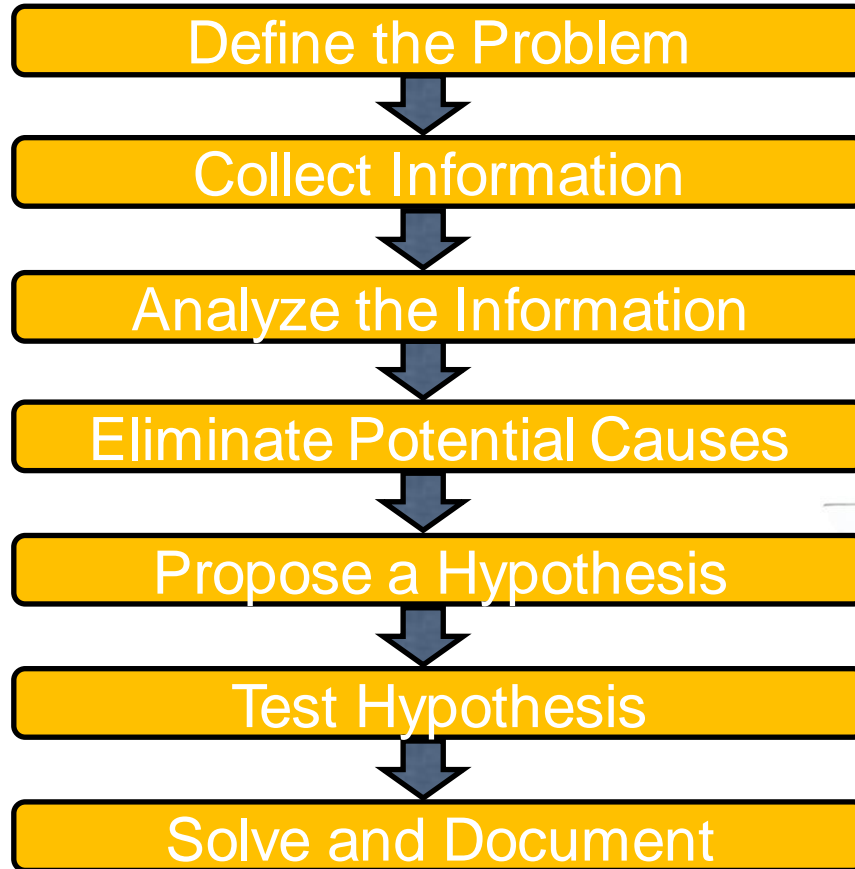 Define the Problem
Collect Information
Analyze the Information
Eliminate Potential Causes
Propose a Hypothesis
Test Hypothesis
Solve and Document